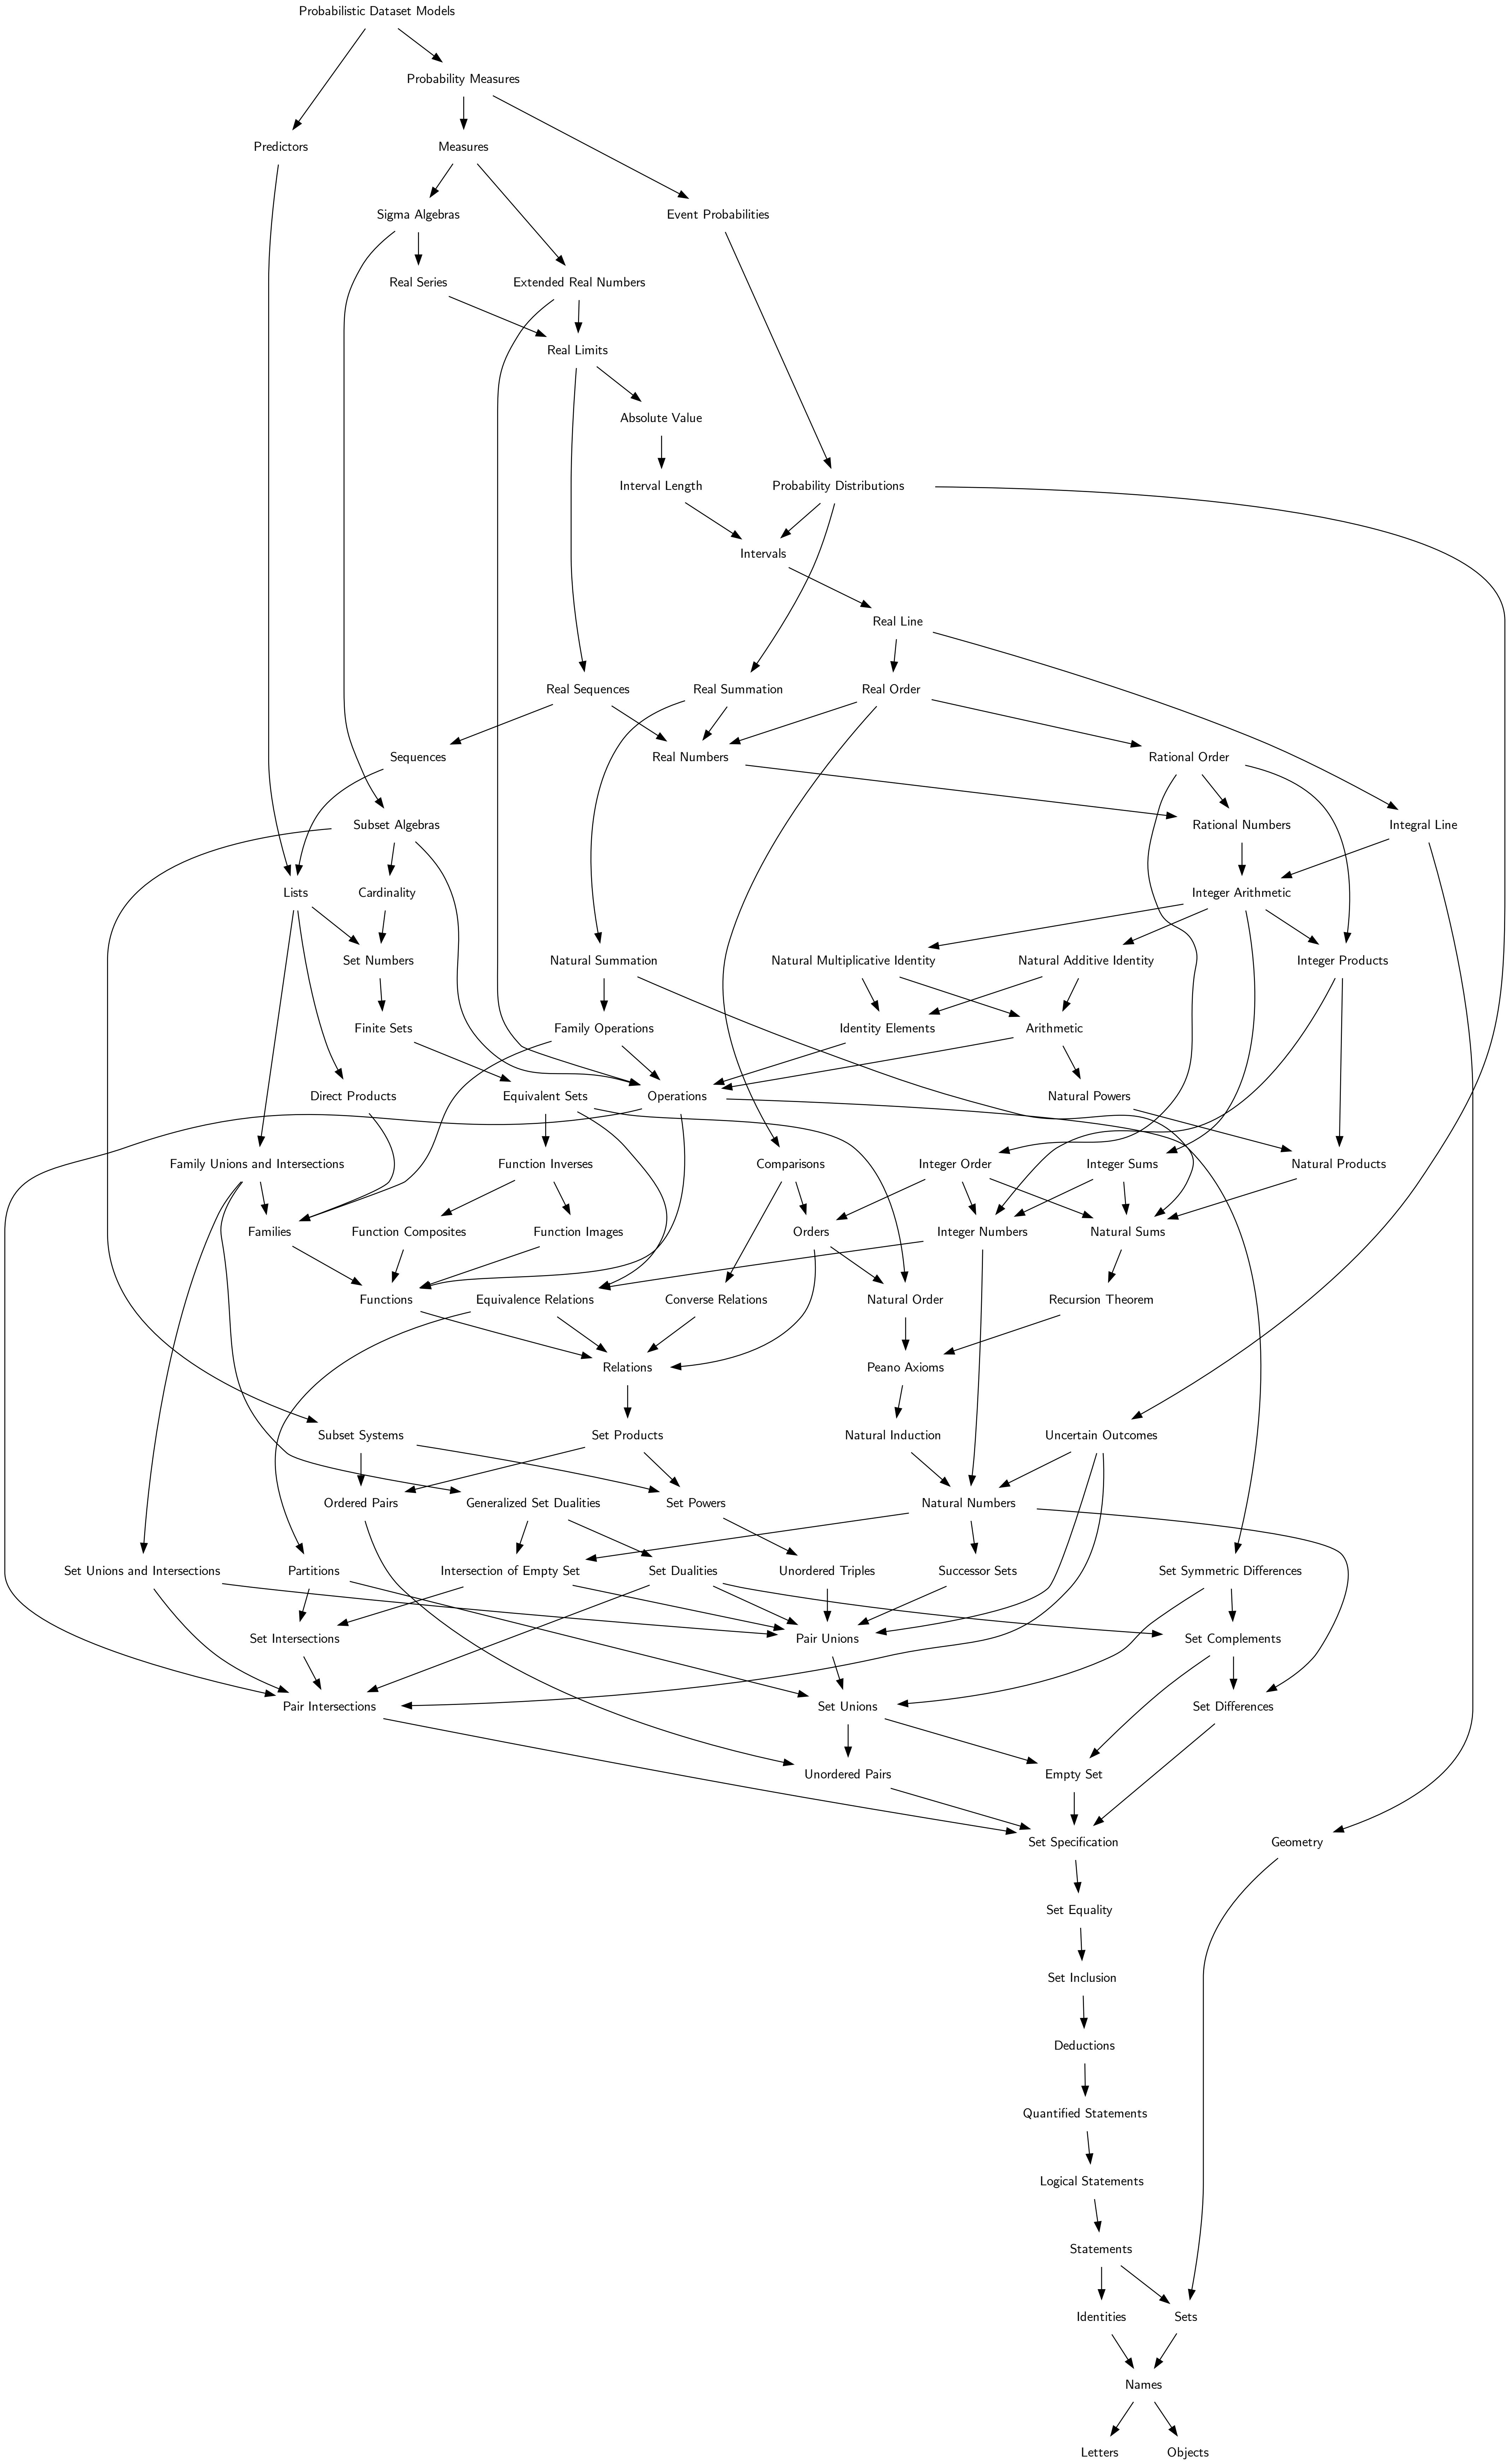 Probabilistic Dataset Models
Probability Measures
Predictors
Measures
Sigma Algebras
Event Probabilities
Real Series
Extended Real Numbers
Real Limits
Absolute Value
Interval Length
Probability Distributions
Intervals
Real Line
Real Sequences
Real Summation
Real Order
Sequences
Real Numbers
Rational Order
Subset Algebras
Rational Numbers
Integral Line
Lists
Cardinality
Integer Arithmetic
Set Numbers
Natural Summation
Natural Multiplicative Identity
Natural Additive Identity
Integer Products
Finite Sets
Family Operations
Identity Elements
Arithmetic
Direct Products
Equivalent Sets
Operations
Natural Powers
Family Unions and Intersections
Function Inverses
Comparisons
Integer Order
Integer Sums
Natural Products
Families
Function Composites
Function Images
Orders
Integer Numbers
Natural Sums
Functions
Equivalence Relations
Converse Relations
Natural Order
Recursion Theorem
Relations
Peano Axioms
Subset Systems
Set Products
Natural Induction
Uncertain Outcomes
Ordered Pairs
Generalized Set Dualities
Set Powers
Natural Numbers
Set Unions and Intersections
Partitions
Intersection of Empty Set
Set Dualities
Unordered Triples
Successor Sets
Set Symmetric Differences
Set Intersections
Pair Unions
Set Complements
Pair Intersections
Set Unions
Set Differences
Unordered Pairs
Empty Set
Set Specification
Geometry
Set Equality
Set Inclusion
Deductions
Quantified Statements
Logical Statements
Statements
Identities
Sets
Names
Letters
Objects